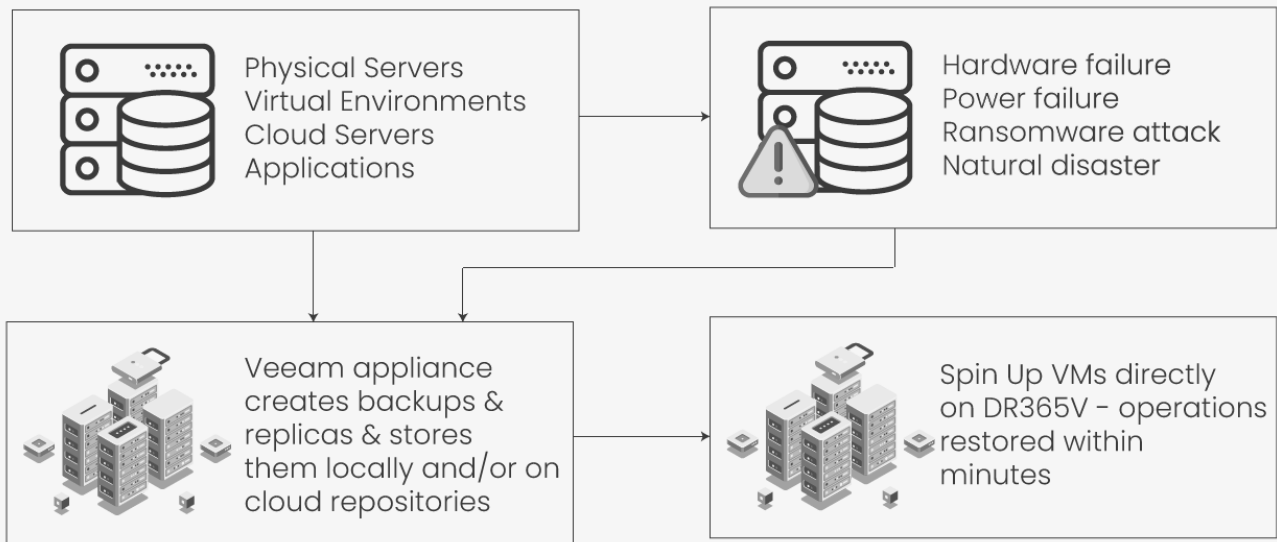 Physical Servers
Virtual Environments
Cloud Servers
Applications
Hardware failure
Power failure
Ransomware attack
Natural disaster
Veeam appliance
creates backups &
replicas & stores
them locally and/or on
cloud repositories
Spin Up VMs directly
on DR365V - operations
restored within
minutes